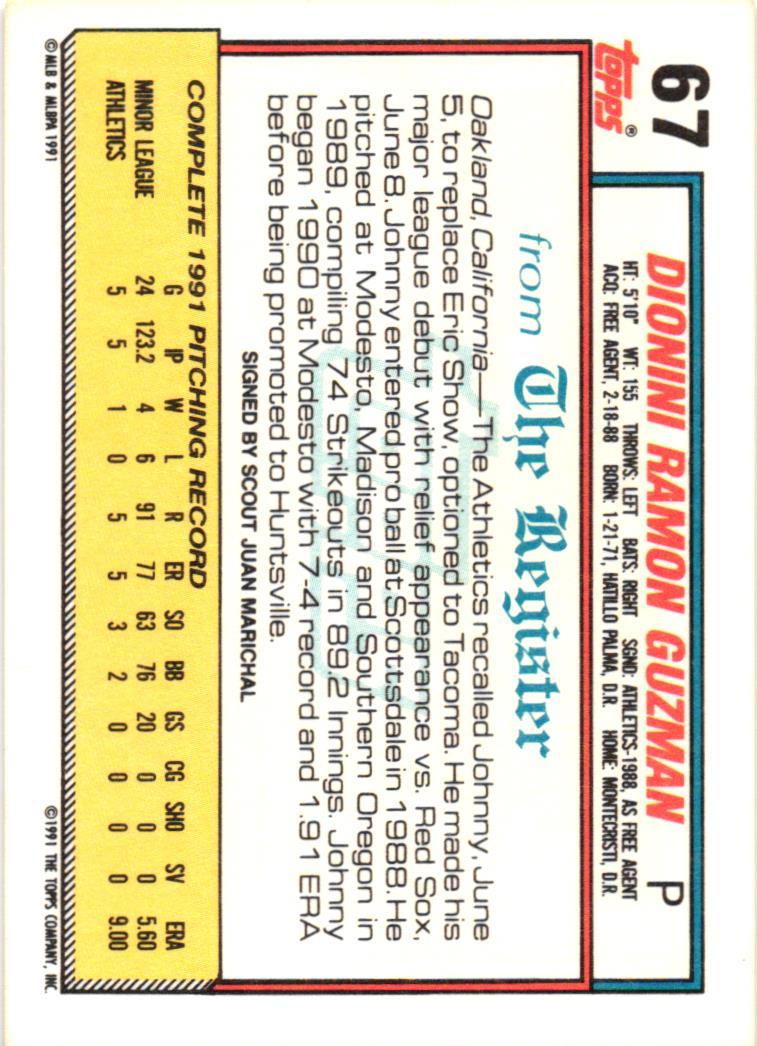 67
Topps®
DIONINI RAMON GUZMAN P
HT: 5'10" WT: 155 THROWS: LEFT BATS: RIGHT SGND: ATHLETICS-1988, AS FREE AGENT
ACQ: FREE AGENT, 2-18-88 BORN: 1-21-71, HATILLO PALMA, D.R. HOME: MONTECRISTI, D.R.
from The Register
Oakland, California—The Athletics recalled Johnny, June
5, to replace Eric Show, optioned to Tacoma. He made his
major league debut with relief appearance vs. Red Sox,
June 8. Johnny entered pro ball at Scottsdale in 1988. He
pitched at Modesto, Madison and Southern Oregon in
1989, compiling 74 Strikeouts in 89.2 Innings. Johnny
began 1990 at Modesto with 7-4 record and 1.91 ERA
before being promoted to Huntsville.
SIGNED BY SCOUT JUAN MARICHAL
COMPLETE 1991 PITCHING RECORD
G IP W L R ER SO BB GS CG SHO SV ERA
MINOR LEAGUE 24 123.2 4 6 91 77 63 76 20 0 0 0 5.60
ATHLETICS 5 5 1 0 5 5 3 2 0 0 0 0 9.00
© MLB & MLBPA 1991 ©1991 THE TOPPS COMPANY, INC.